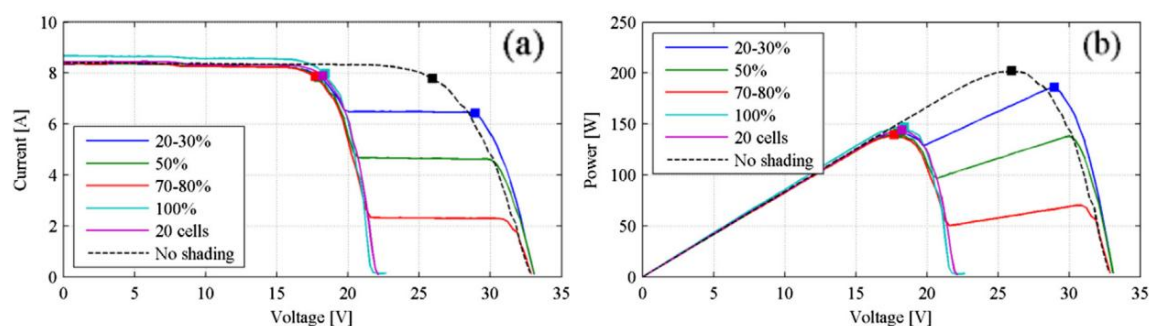 (a)
10
8
6
4
2
0
Current [A]
20-30%
50%
70-80%
100%
20 cells
No shading
0 5 10 15 20 25 30 35
Voltage [V]
(b)
250
200
150
100
50
0
Power [W]
20-30%
50%
70-80%
100%
20 cells
No shading
0 5 10 15 20 25 30 35
Voltage [V]